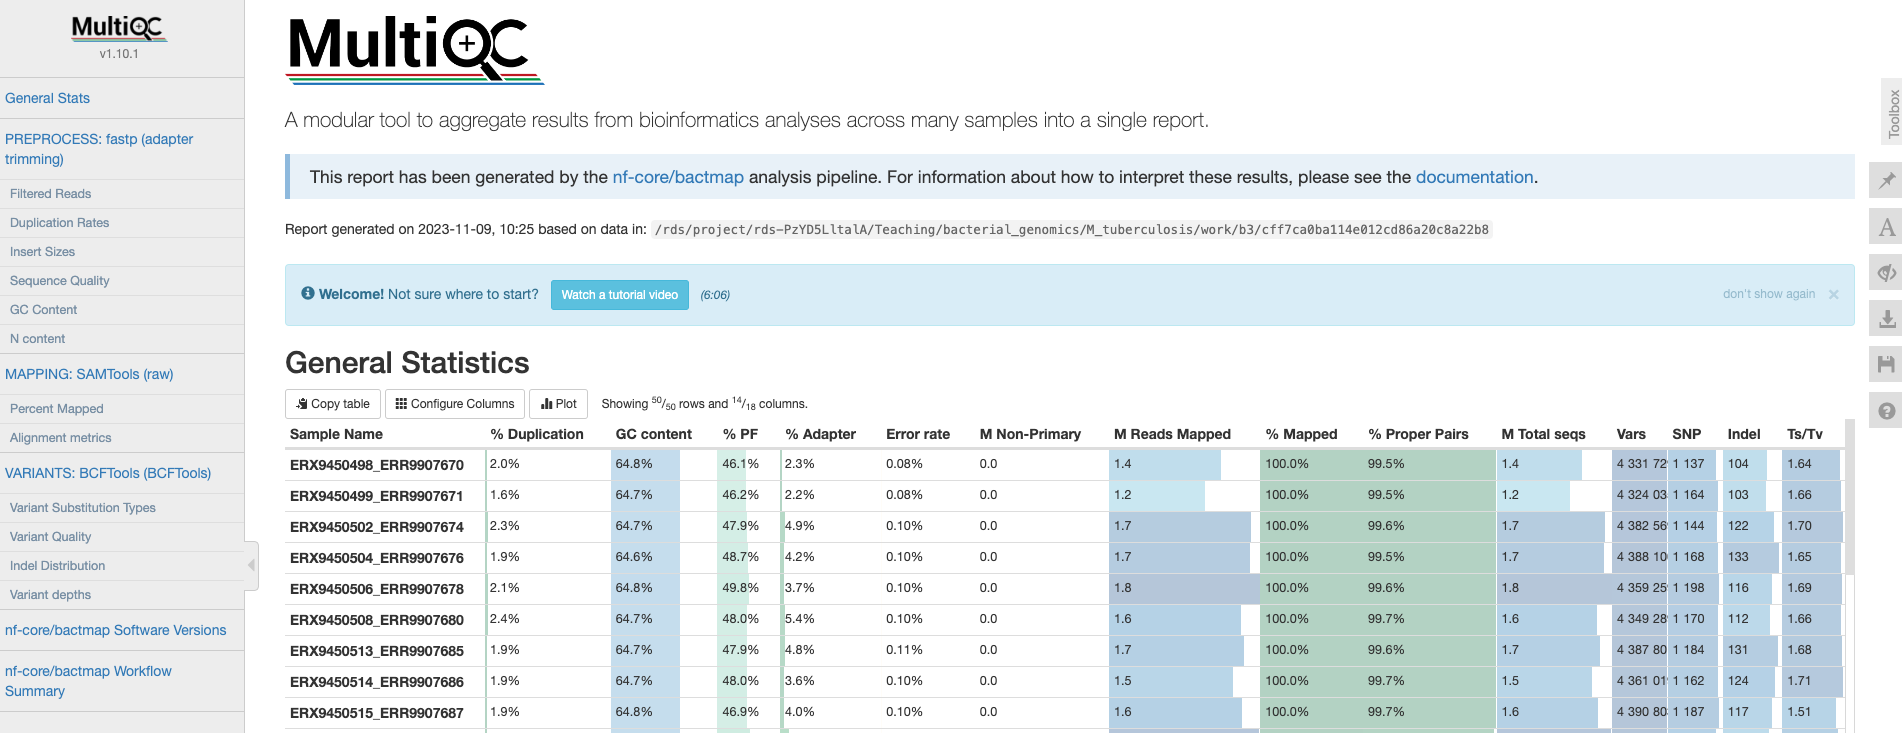 MultiQC
v1.10.1
General Stats
PREPROCESS: fastp (adapter
trimming)
Filtered Reads
Duplication Rates
Insert Sizes
Sequence Quality
GC Content
N content
MAPPING: SAMTools (raw)
Percent Mapped
Alignment metrics
VARIANTS: BCFTools (BCFTools)
Variant Substitution Types
Variant Quality
Indel Distribution
Variant depths
nf-core/bactmap Software Versions
nf-core/bactmap Workflow
Summary
MultiQC
A modular tool to aggregate results from bioinformatics analyses across many samples into a single report.
This report has been generated by the nf-core/bactmap analysis pipeline. For information about how to interpret these results, please see the documentation.
Report generated on 2023-11-09, 10:25 based on data in: /rds/project/rds-PzYD5LltalA/Teaching/bacterial_genomics/M_tuberculosis/work/b3/cff7ca0ba114e012cd86a20c8a22b8
Welcome! Not sure where to start? Watch a tutorial video (6:06) don't show again ×
General Statistics
Copy table Configure Columns Plot Showing 50/50 rows and 14/18 columns.
Sample Name % Duplication GC content % PF % Adapter Error rate M Non-Primary M Reads Mapped % Mapped % Proper Pairs M Total seqs Vars SNP Indel Ts/Tv
ERX9450498_ERR9907670 2.0% 64.8% 46.1% 2.3% 0.08% 0.0 1.4 100.0% 99.5% 1.4 4 331 72 1 137 104 1.64
ERX9450499_ERR9907671 1.6% 64.7% 46.2% 2.2% 0.08% 0.0 1.2 100.0% 99.5% 1.2 4 324 03 1 164 103 1.66
ERX9450502_ERR9907674 2.3% 64.7% 47.9% 4.9% 0.10% 0.0 1.7 100.0% 99.6% 1.7 4 382 56 1 144 122 1.70
ERX9450504_ERR9907676 1.9% 64.6% 48.7% 4.2% 0.10% 0.0 1.7 100.0% 99.5% 1.7 4 388 10 1 168 133 1.65
ERX9450506_ERR9907678 2.1% 64.8% 49.8% 3.7% 0.10% 0.0 1.8 100.0% 99.6% 1.8 4 359 25 1 198 116 1.69
ERX9450508_ERR9907680 2.4% 64.7% 48.0% 5.4% 0.10% 0.0 1.6 100.0% 99.7% 1.6 4 349 28 1 170 112 1.66
ERX9450513_ERR9907685 1.9% 64.7% 47.9% 4.8% 0.11% 0.0 1.7 100.0% 99.6% 1.7 4 387 80 1 184 131 1.68
ERX9450514_ERR9907686 1.9% 64.7% 48.0% 3.6% 0.10% 0.0 1.5 100.0% 99.7% 1.5 4 361 01 1 162 124 1.71
ERX9450515_ERR9907687 1.9% 64.8% 46.9% 4.0% 0.10% 0.0 1.6 100.0% 99.7% 1.6 4 390 80 1 187 117 1.51
Toolbox
A